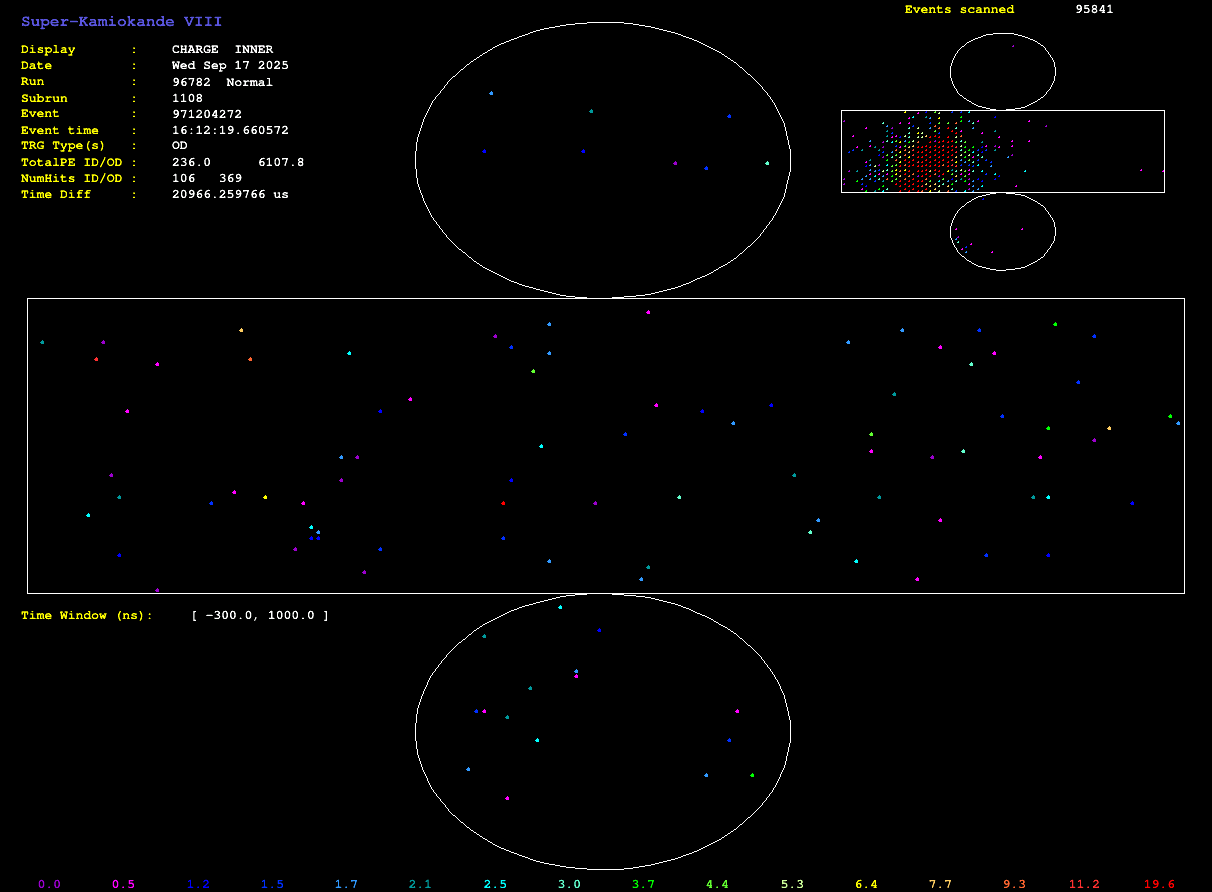 Super-Kamiokande VIII
Events scanned 95841
Display : CHARGE INNER
Date : Wed Sep 17 2025
Run : 96782 Normal
Subrun : 1108
Event : 971204272
Event time : 16:12:19.660572
TRG Type(s) : OD
TotalPE ID/OD : 236.0 6107.8
NumHits ID/OD : 106 369
Time Diff : 20966.259766 us
Time Window (ns): [ -300.0, 1000.0 ]
0.0 0.5 1.2 1.5 1.7 2.1 2.5 3.0 3.7 4.4 5.3 6.4 7.7 9.3 11.2 19.6